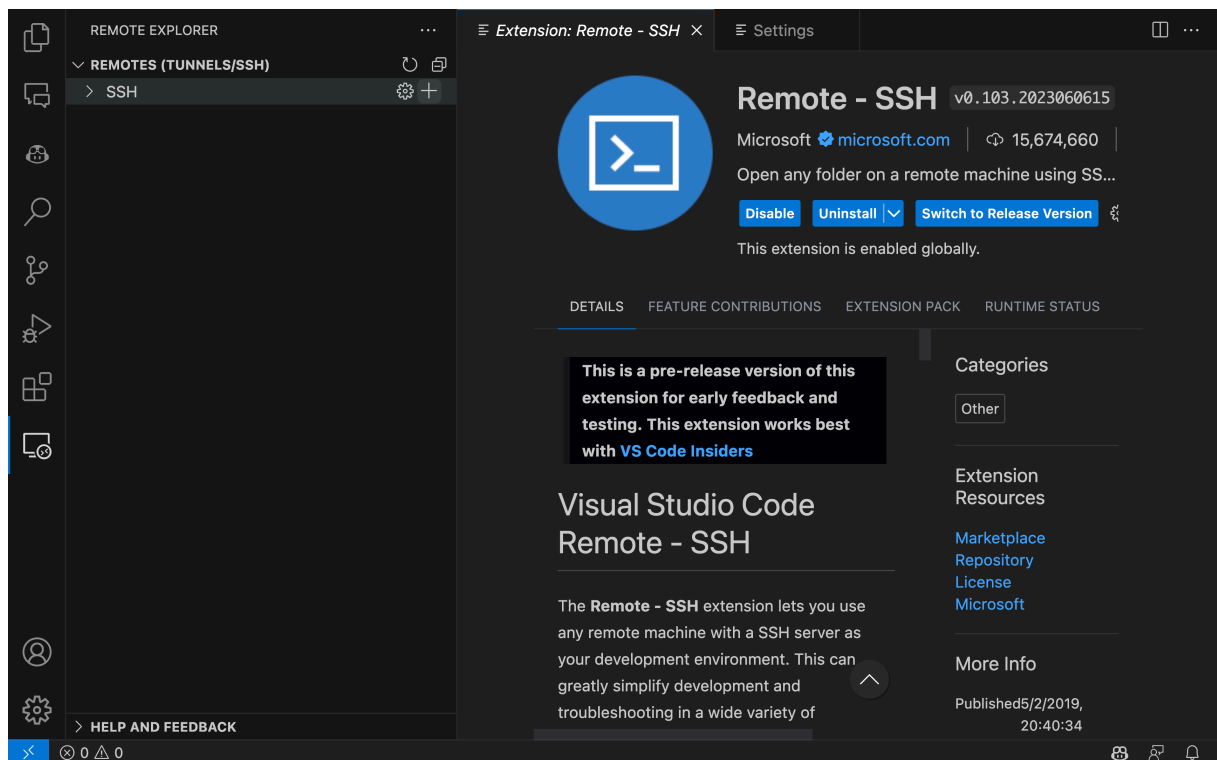 REMOTE EXPLORER
REMOTES (TUNNELS/SSH)
SSH
HELP AND FEEDBACK
Extension: Remote - SSH
Settings
Remote - SSH v0.103.2023060615
Microsoft microsoft.com 15,674,660
Open any folder on a remote machine using SS...
Disable Uninstall Switch to Release Version
This extension is enabled globally.
DETAILS FEATURE CONTRIBUTIONS EXTENSION PACK RUNTIME STATUS
This is a pre-release version of this
extension for early feedback and
testing. This extension works best
with VS Code Insiders
Visual Studio Code
Remote - SSH
The Remote - SSH extension lets you use
any remote machine with a SSH server as
your development environment. This can
greatly simplify development and
troubleshooting in a wide variety of
Categories
Other
Extension
Resources
Marketplace
Repository
License
Microsoft
More Info
Published5/2/2019,
20:40:34
0 0